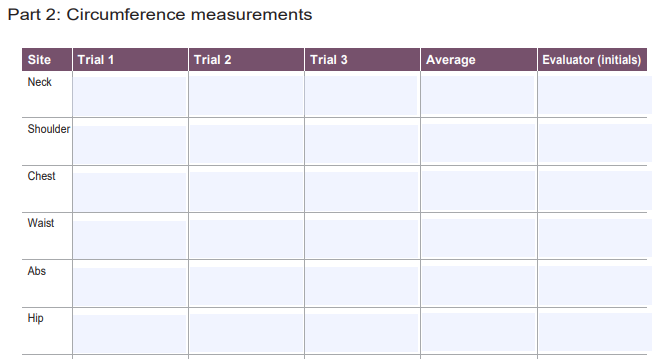 Part 2: Circumference measurements
Site Trial 1 Trial 2 Trial 3 Average Evaluator (initials)
Neck
Shoulder
Chest
Waist
Abs
Hip